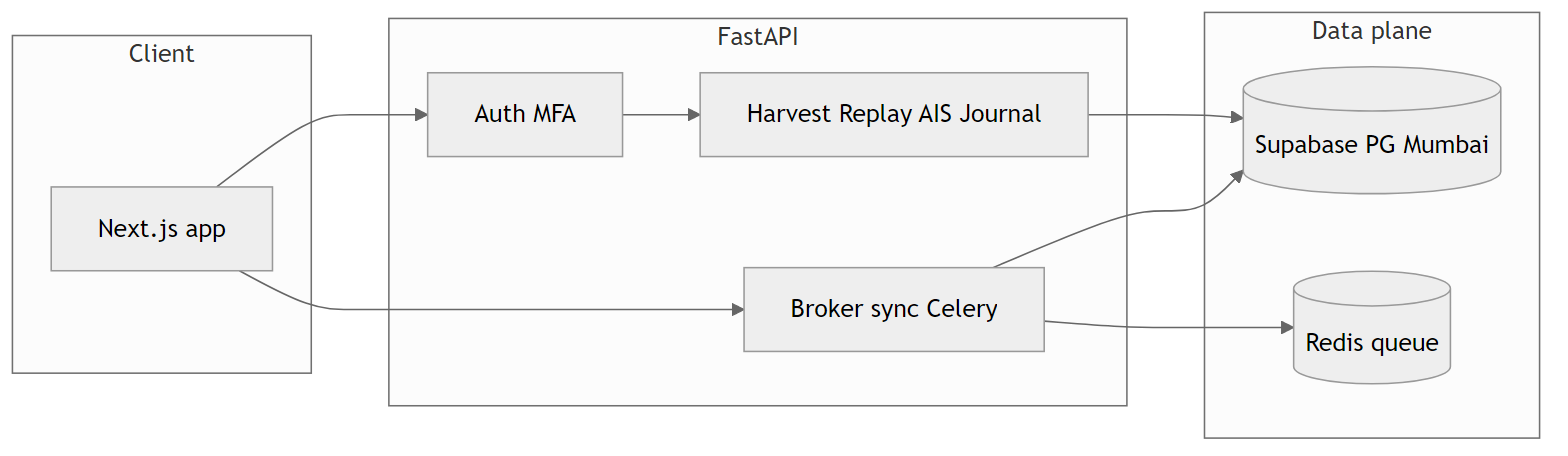 Client
Next.js app
FastAPI
Auth MFA
Harvest Replay AIS Journal
Broker sync Celery
Data plane
Supabase PG Mumbai
Redis queue